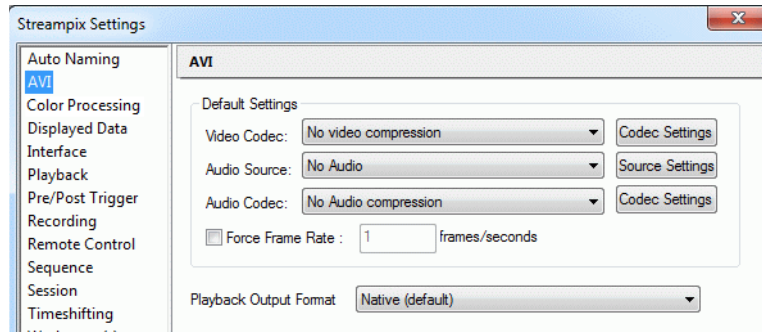 Streampix Settings
Auto Naming
AVI
Color Processing
Displayed Data
Interface
Playback
Pre/Post Trigger
Recording
Remote Control
Sequence
Session
Timeshifting
AVI
Default Settings
Video Codec: No video compression Codec Settings
Audio Source: No Audio Source Settings
Audio Codec: No Audio compression Codec Settings
Force Frame Rate : 1 frames/seconds
Playback Output Format Native (default)